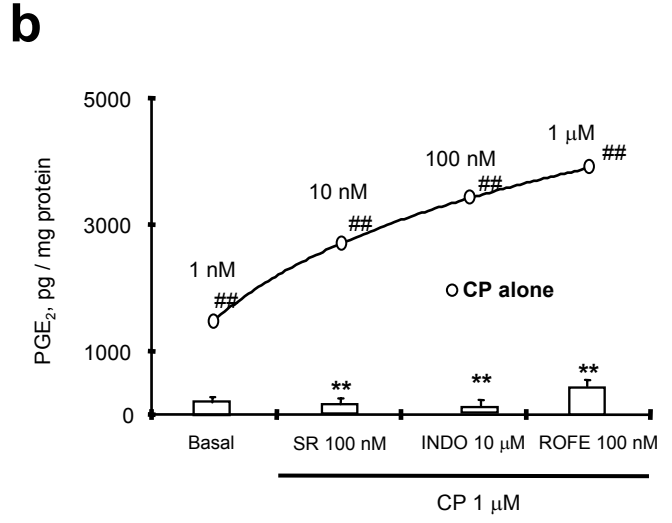 b
5000
3000
1000
0
PGE₂, pg / mg protein
1 nM
##
10 nM
##
100 nM
##
1 μM
##
CP alone
**
**
**
Basal
SR 100 nM
INDO 10 μM
ROFE 100 nM
CP 1 μM